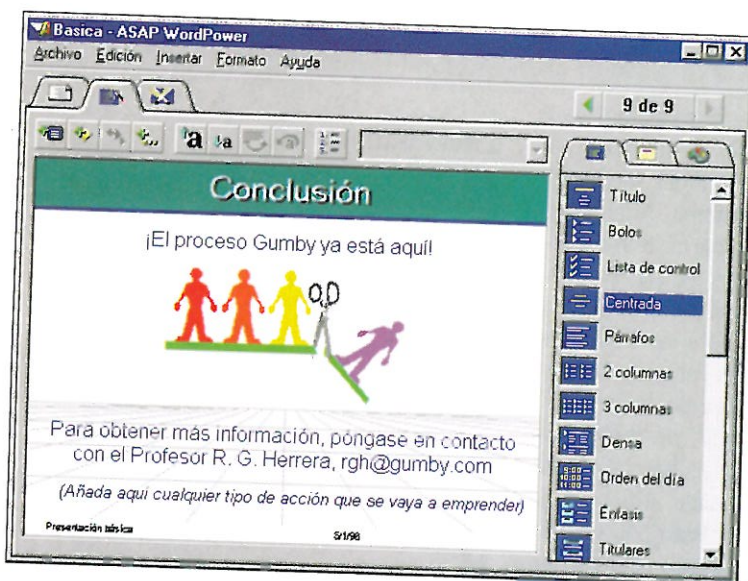 Basica - ASAP WordPower
Archivo Edición Insertar Formato Ayuda
9 de 9
Conclusión
¡El proceso Gumby ya está aquí!
Para obtener más información, póngase en contacto
con el Profesor R. G. Herrera, rgh@gumby.com
(Añada aquí cualquier tipo de acción que se vaya a emprender)
Presentación básica
5/1/98
Título
Bolos
Lista de control
Centrada
Párrafos
2 columnas
3 columnas
Densa
Orden del día
Énfasis
Titulares